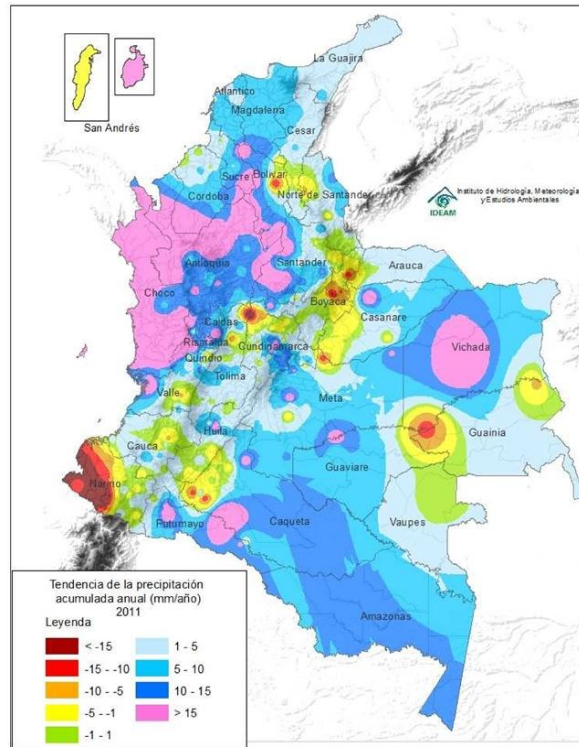 La Guajira
Atlantico
Magdalena
San Andrés
Cesar
Sucre
Bolivar
Cordoba
Norte de Santander
Instituto de Hidrología, Meteorología
y Estudios Ambientales
IDEAM
Antioquia
Santander
Arauca
Choco
Boyaca
Casanare
Caldas
Vichada
Risaralda
Cundinamarca
Quindio
Tolima
Valle
Meta
Huila
Cauca
Guainia
Guaviare
Nariño
Putumayo
Caqueta
Vaupes
Amazonas
Tendencia de la precipitación
acumulada anual (mm/año)
2011
Leyenda
< -15
-15 - -10
-10 - -5
-5 - -1
-1 - 1
1 - 5
5 - 10
10 - 15
> 15